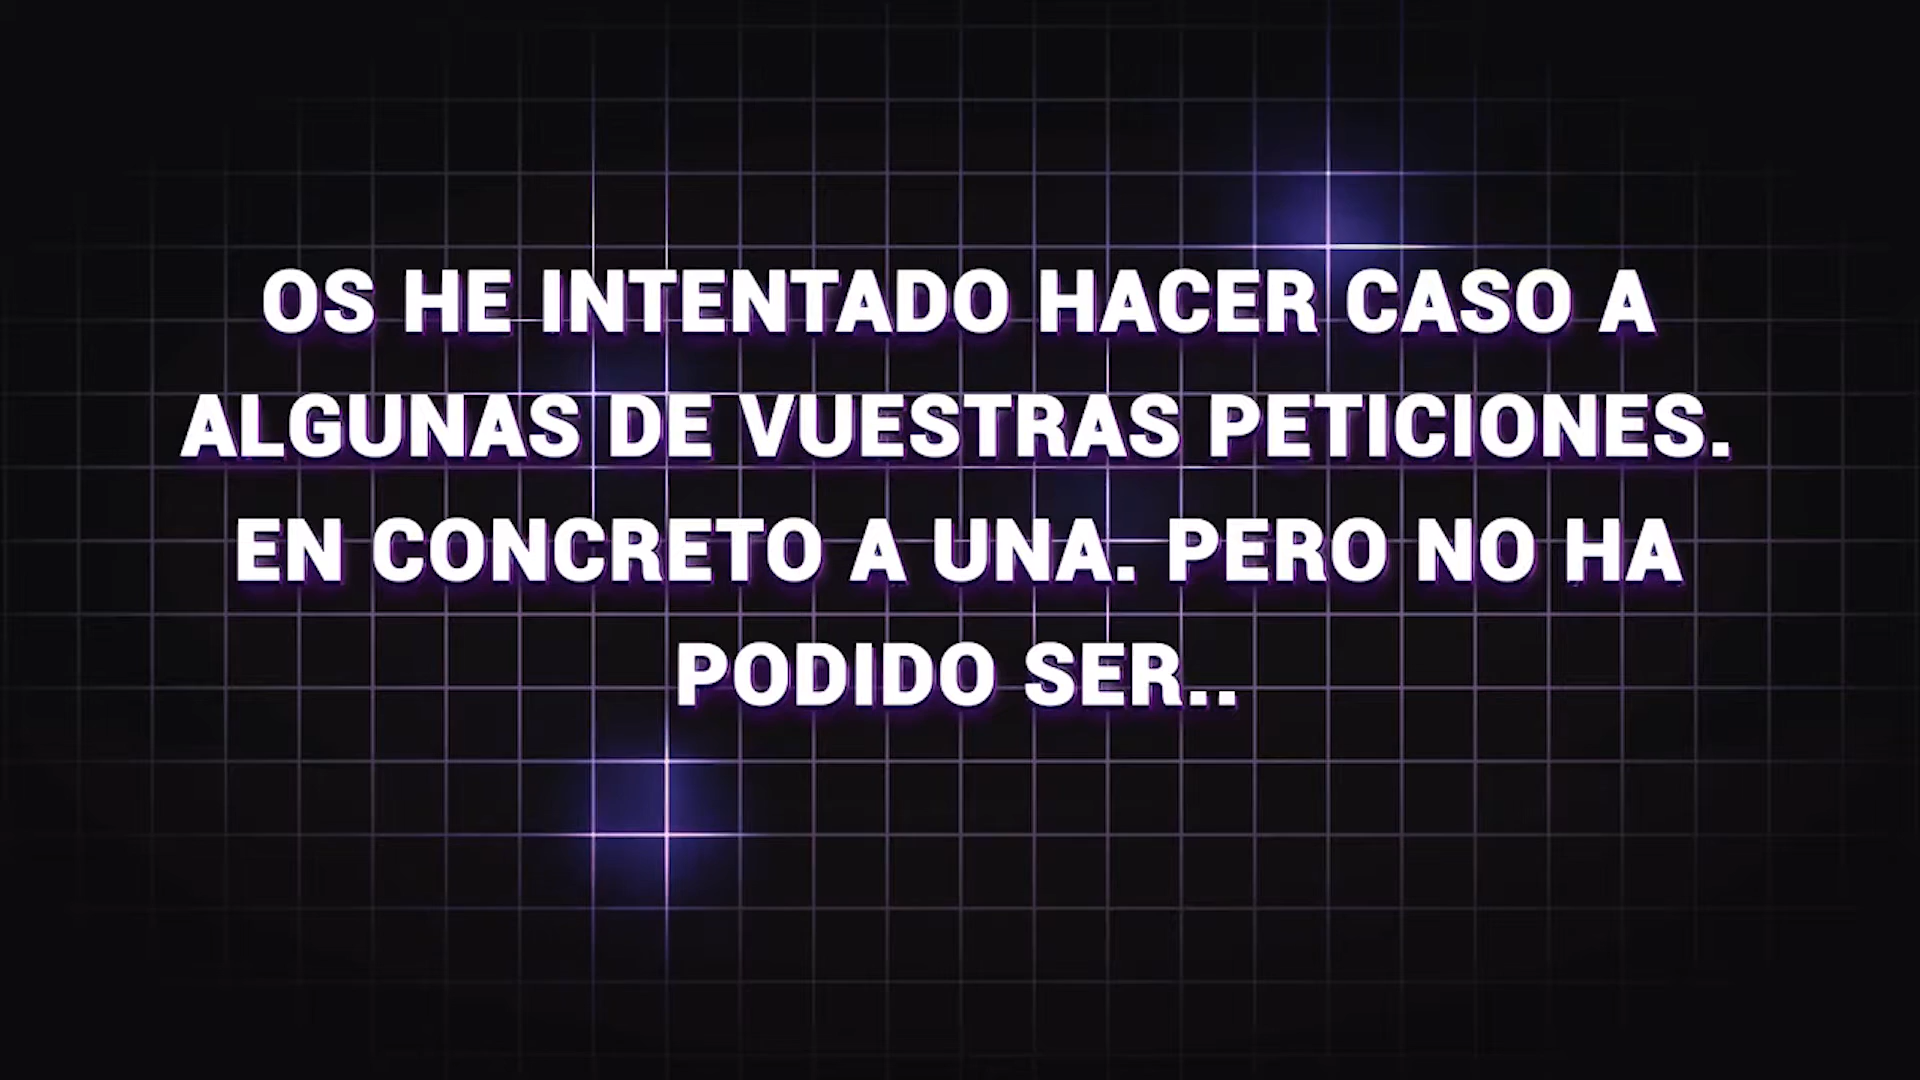 OS HE INTENTADO HACER CASO A
ALGUNAS DE VUESTRAS PETICIONES.
EN CONCRETO A UNA. PERO NO HA
PODIDO SER..